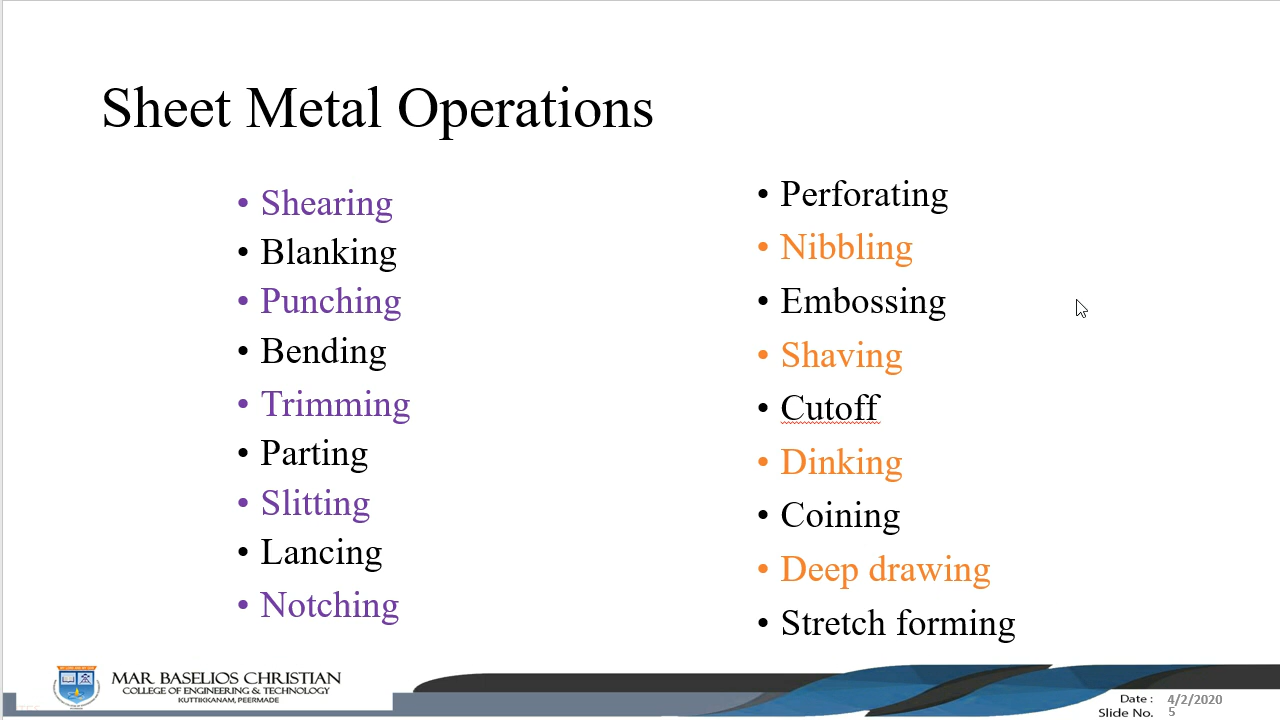 Sheet Metal Operations
• Shearing
• Blanking
• Punching
• Bending
• Trimming
• Parting
• Slitting
• Lancing
• Notching
• Perforating
• Nibbling
• Embossing
• Shaving
• Cutoff
• Dinking
• Coining
• Deep drawing
• Stretch forming
MAR BASELIOS CHRISTIAN
COLLEGE OF ENGINEERING & TECHNOLOGY
KUTTIKKANAM, PEERMADE
Date : 4/2/2020
Slide No. 5